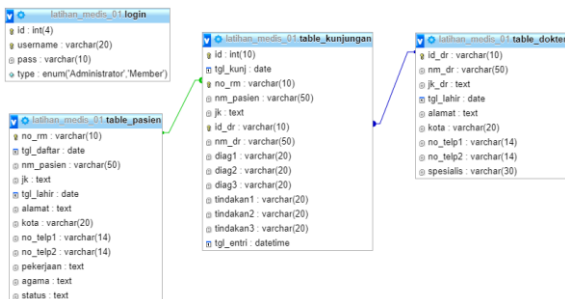 latihan_medis_01.login
id : int(4)
username : varchar(20)
pass : varchar(10)
type : enum('Administrator','Member')
latihan_medis_01.table_pasien
no_rm : varchar(10)
tgl_daftar : date
nm_pasien : varchar(50)
jk : text
tgl_lahir : date
alamat : text
kota : varchar(20)
no_telp1 : varchar(14)
no_telp2 : varchar(14)
pekerjaan : text
agama : text
status : text
latihan_medis_01.table_kunjungan
id : int(10)
tgl_kunj : date
no_rm : varchar(10)
nm_pasien : varchar(50)
jk : text
id_dr : varchar(10)
nm_dr : varchar(50)
diag1 : varchar(20)
diag2 : varchar(20)
diag3 : varchar(20)
tindakan1 : varchar(20)
tindakan2 : varchar(20)
tindakan3 : varchar(20)
tgl_entri : datetime
latihan_medis_01.table_dokter
id_dr : varchar(10)
nm_dr : varchar(50)
jk_dr : text
tgl_lahir : date
alamat : text
kota : varchar(20)
no_telp1 : varchar(14)
no_telp2 : varchar(14)
spesialis : varchar(30)